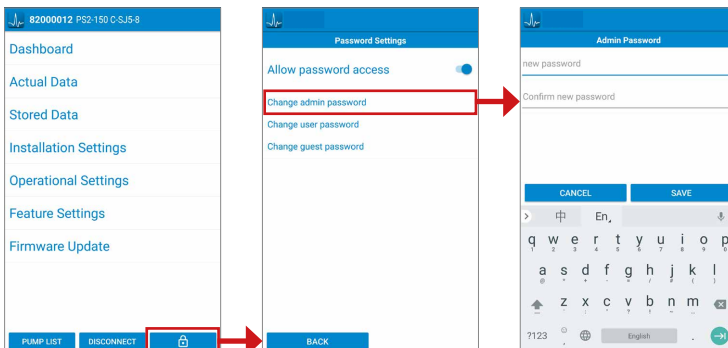 82000012 PS2-150 C-SJ5-8
Dashboard
Actual Data
Stored Data
Installation Settings
Operational Settings
Feature Settings
Firmware Update
PUMP LIST
DISCONNECT
Password Settings
Allow password access
Change admin password
Change user password
Change guest password
BACK
Admin Password
new password
Confirm new password
CANCEL
SAVE
中 En
q w e r t y u i o p
1 2 3 4 5 6 7 8 9 0
a s d f g h j k l
z x c v b n m
?123 , English .